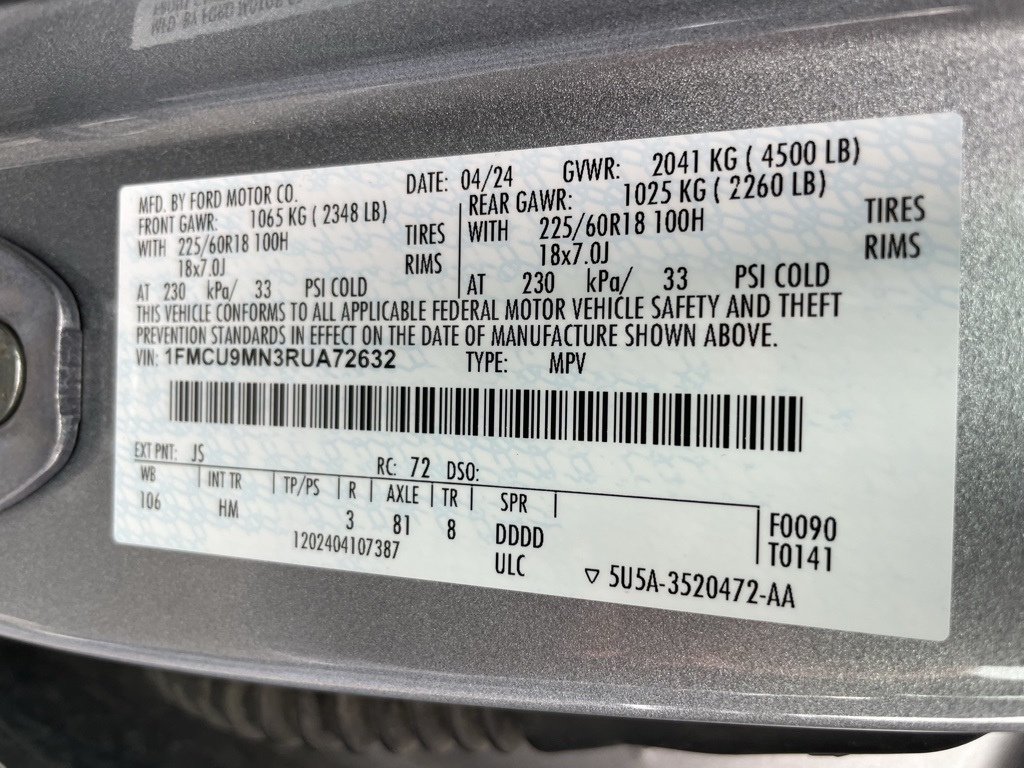 MFD. BY FORD MOTOR CO. DATE: 04/24 GVWR: 2041 KG ( 4500 LB)
FRONT GAWR: 1065 KG ( 2348 LB) REAR GAWR: 1025 KG ( 2260 LB)
WITH 225/60R18 100H TIRES WITH 225/60R18 100H TIRES
18x7.0J RIMS 18x7.0J RIMS
AT 230 kPa/ 33 PSI COLD AT 230 kPa/ 33 PSI COLD
THIS VEHICLE CONFORMS TO ALL APPLICABLE FEDERAL MOTOR VEHICLE SAFETY AND THEFT
PREVENTION STANDARDS IN EFFECT ON THE DATE OF MANUFACTURE SHOWN ABOVE.
VIN: 1FMCU9MN3RUA72632 TYPE: MPV
EXT PNT: JS RC: 72 DSO:
WB INT TR TP/PS R AXLE TR SPR
106 HM 3 81 8 DDDD F0090
1202404107387 ULC T0141
▽ 5U5A-3520472-AA